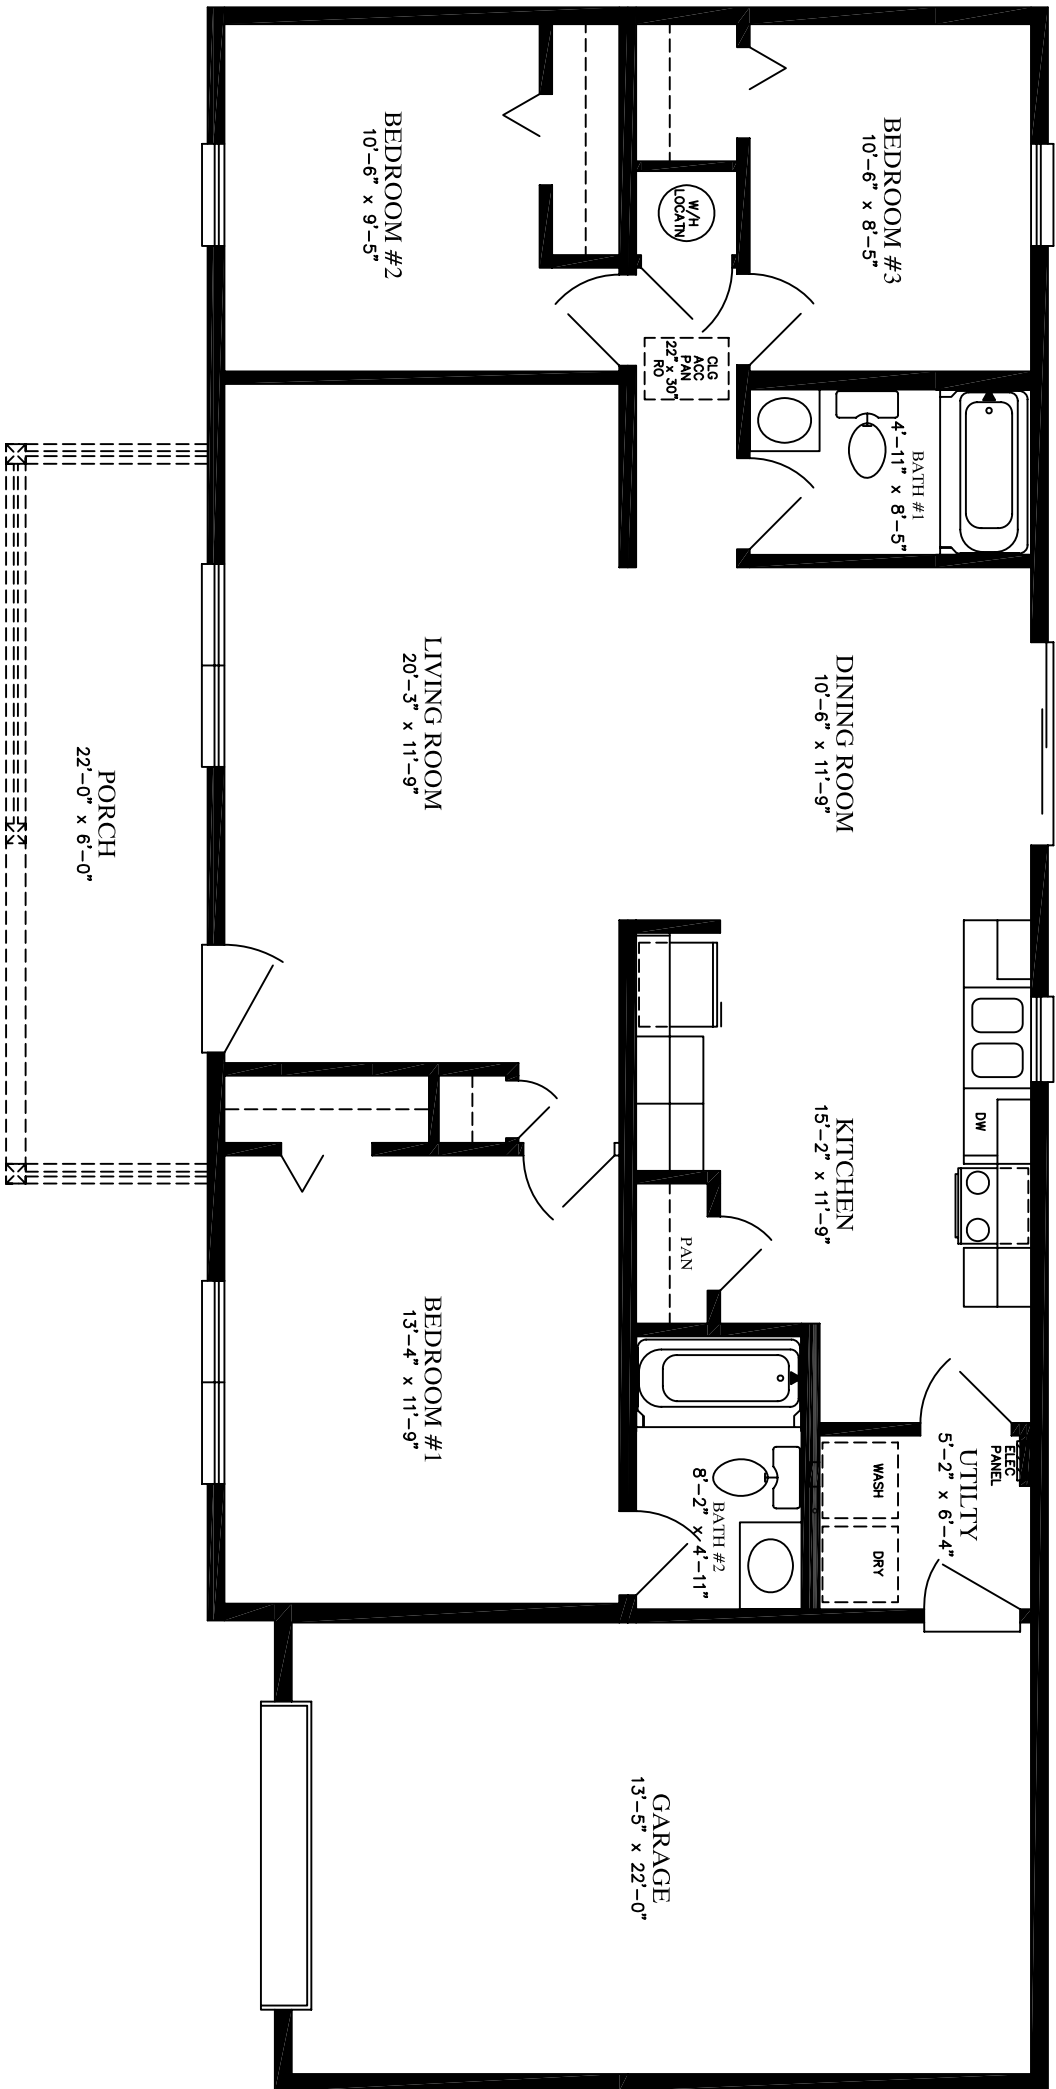 BEDROOM #3
10'-6" x 8'-5"
BATH #1
4'-11" x 8'-5"
DINING ROOM
10'-6" x 11'-9"
KITCHEN
15'-2" x 11'-9"
DW
ELEC
PANEL
UTILTY
5'-2" x 6'-4"
WASH
DRY
W/H
LOCATN
CLG
ACC
PAN
22" x 30"
RO
PAN
BATH #2
8'-2" x 4'-11"
GARAGE
13'-5" x 22'-0"
BEDROOM #2
10'-6" x 9'-5"
LIVING ROOM
20'-3" x 11'-9"
BEDROOM #1
13'-4" x 11'-9"
PORCH
22'-0" x 6'-0"